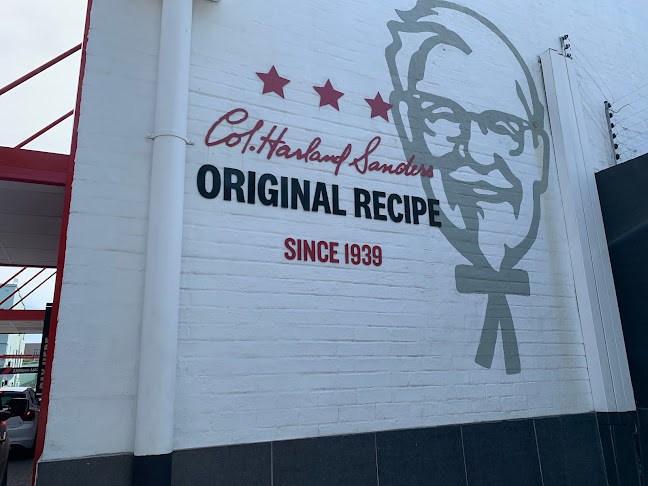 Col. Harland Sanders
ORIGINAL RECIPE
SINCE 1939